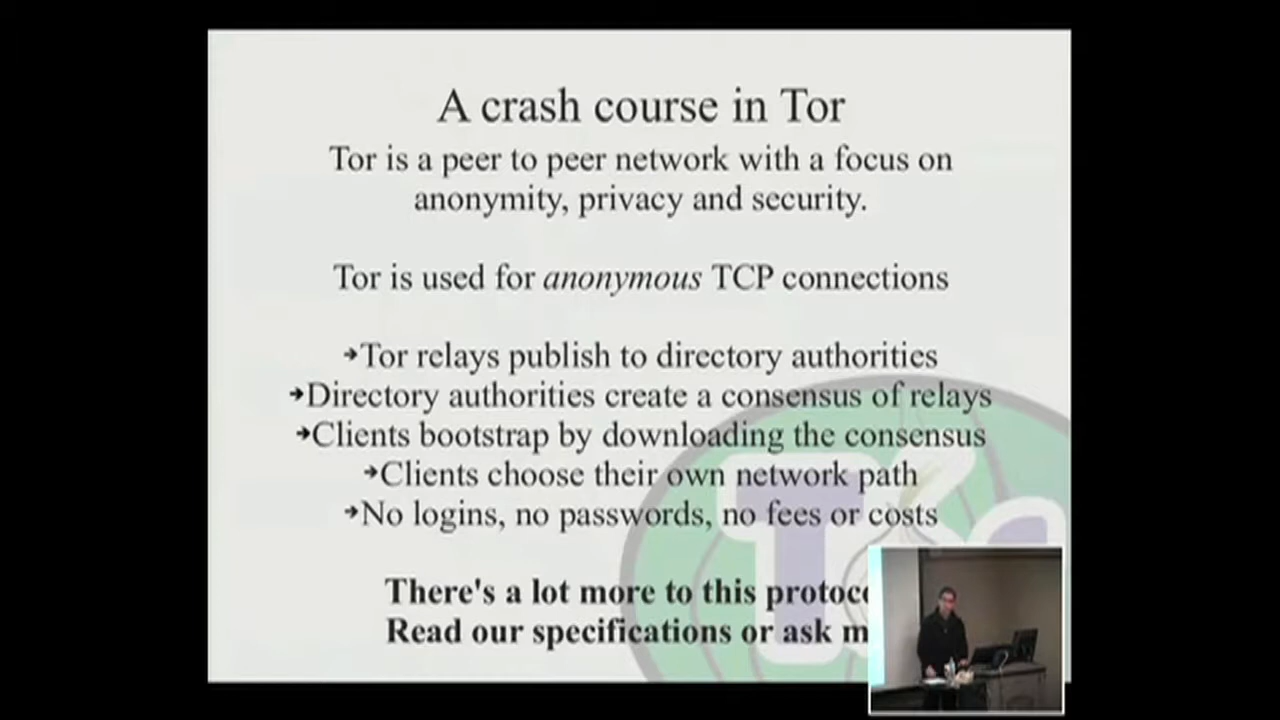 A crash course in Tor
Tor is a peer to peer network with a focus on
anonymity, privacy and security.
Tor is used for anonymous TCP connections
→Tor relays publish to directory authorities
→Directory authorities create a consensus of relays
→Clients bootstrap by downloading the consensus
→Clients choose their own network path
→No logins, no passwords, no fees or costs
There's a lot more to this
Read our specifications or ask